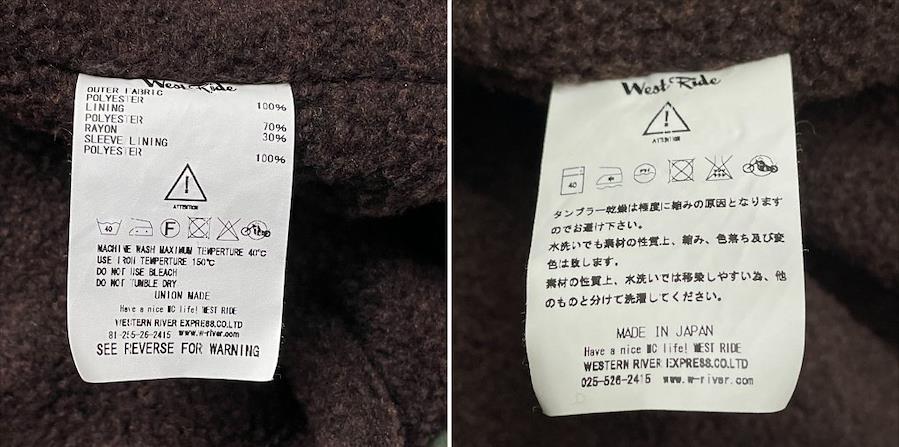 West Ride
OUTER FABRIC
POLYESTER 100%
LINING
POLYESTER 70%
RAYON 30%
SLEEVE LINING
POLYESTER 100%
ATTENTION
40 F
MACHINE WASH MAXIMUM TEMPERTURE 40℃
USE IRON TEMPERTURE 150℃
DO NOT USE BLEACH
DO NOT TUMBLE DRY
UNION MADE
Have a nice MC life! WEST RIDE
WESTERN RIVER EXPRESS.CO.LTD
81-255-26-2415 www.w-river.com
SEE REVERSE FOR WARNING
West Ride
ATTENTION
40
タンブラー乾燥は極度に縮みの原因となります
のでお避け下さい。
水洗いでも素材の性質上、縮み、色落ち及び変
色は致します。
素材の性質上、水洗いでは移染しやすい為、他
のものと分けて洗濯してください。
MADE IN JAPAN
Have a nice MC life! WEST RIDE
WESTERN RIVER EXPRESS.CO.LTD
025-526-2415 www.w-river.com